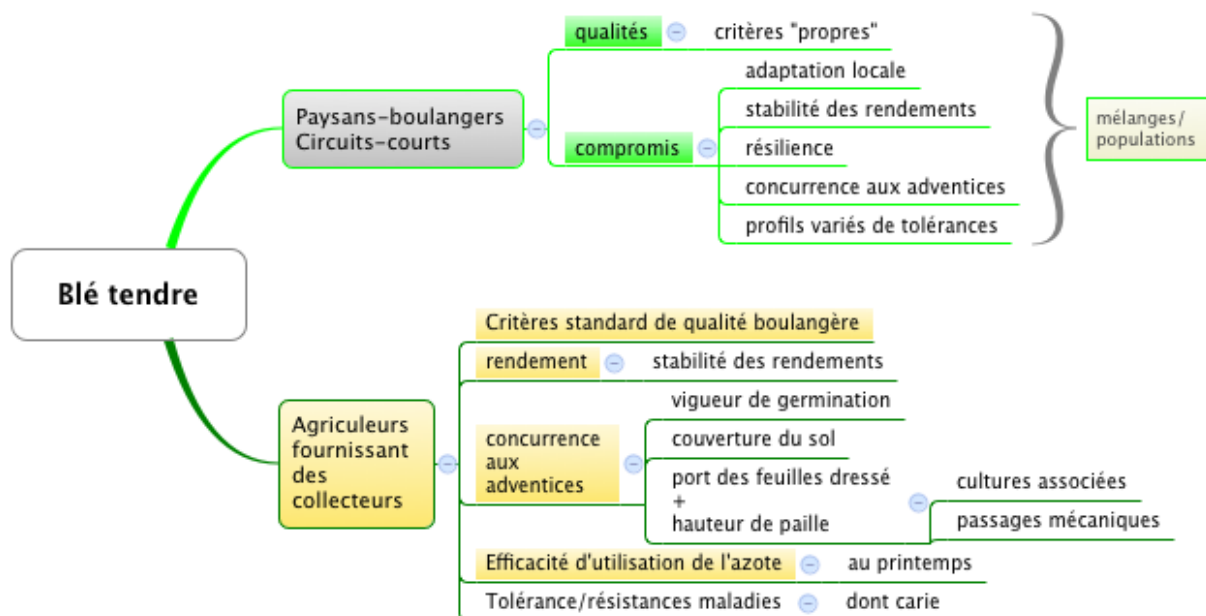 qualités
critères "propres"
adaptation locale
Paysans-boulangers
Circuits-courts
stabilité des rendements
compromis
résilience
concurrence aux adventices
profils variés de tolérances
mélanges/
populations
Blé tendre
Critères standard de qualité boulangère
rendement
stabilité des rendements
Agriculeurs
fournissant
des
collecteurs
concurrence
aux
adventices
vigueur de germination
couverture du sol
port des feuilles dressé
+
hauteur de paille
cultures associées
passages mécaniques
Efficacité d'utilisation de l'azote
au printemps
Tolérance/résistances maladies
dont carie